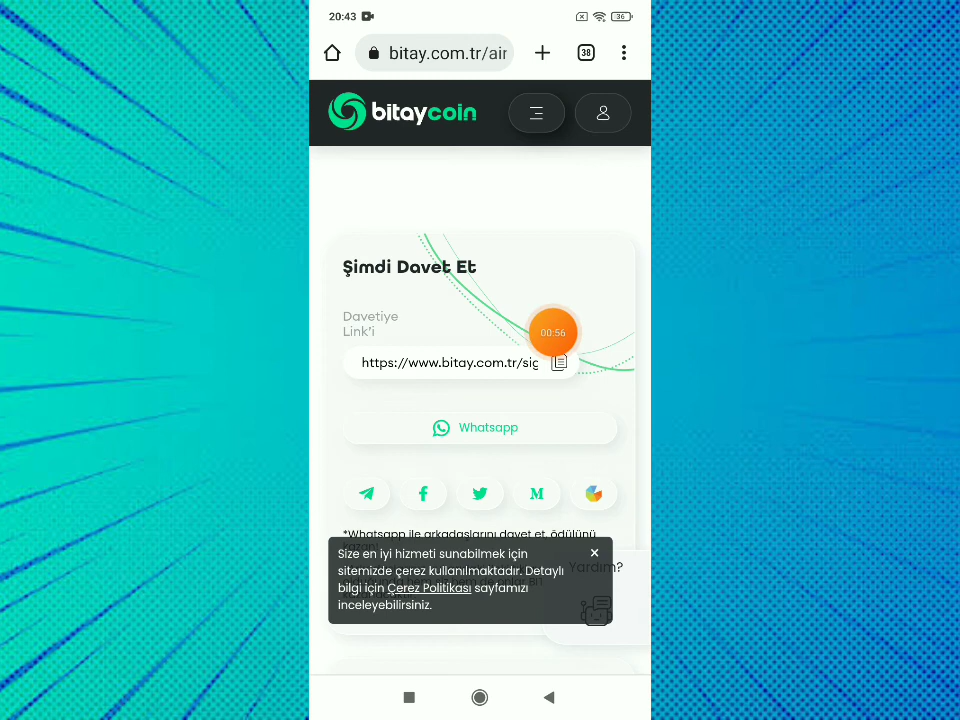 20:43
36
bitay.com.tr/air
38
bitaycoin
Şimdi Davet Et
Davetiye
Link'i
00:56
https://www.bitay.com.tr/sig
Whatsapp
M
*Whatsapp ile arkadaşlarını davet et, ödülünü
Yardım?
Size en iyi hizmeti sunabilmek için
sitemizde çerez kullanılmaktadır. Detaylı
bilgi için Çerez Politikası sayfamızı
inceleyebilirsiniz.